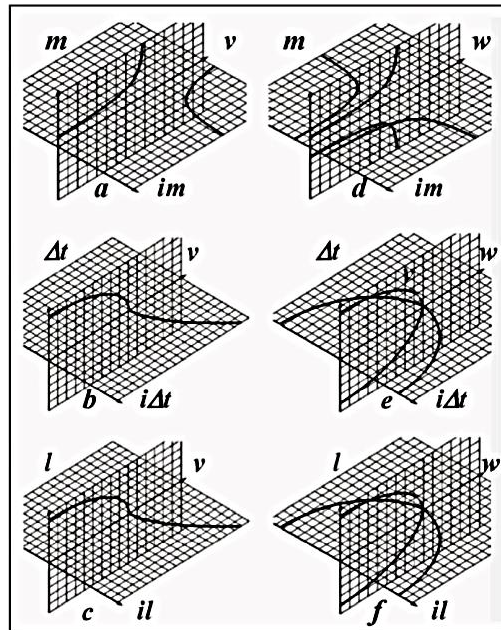 m v m w
a im d im
Δt v Δt v w
b iΔt e iΔt
l v l w
c il f il